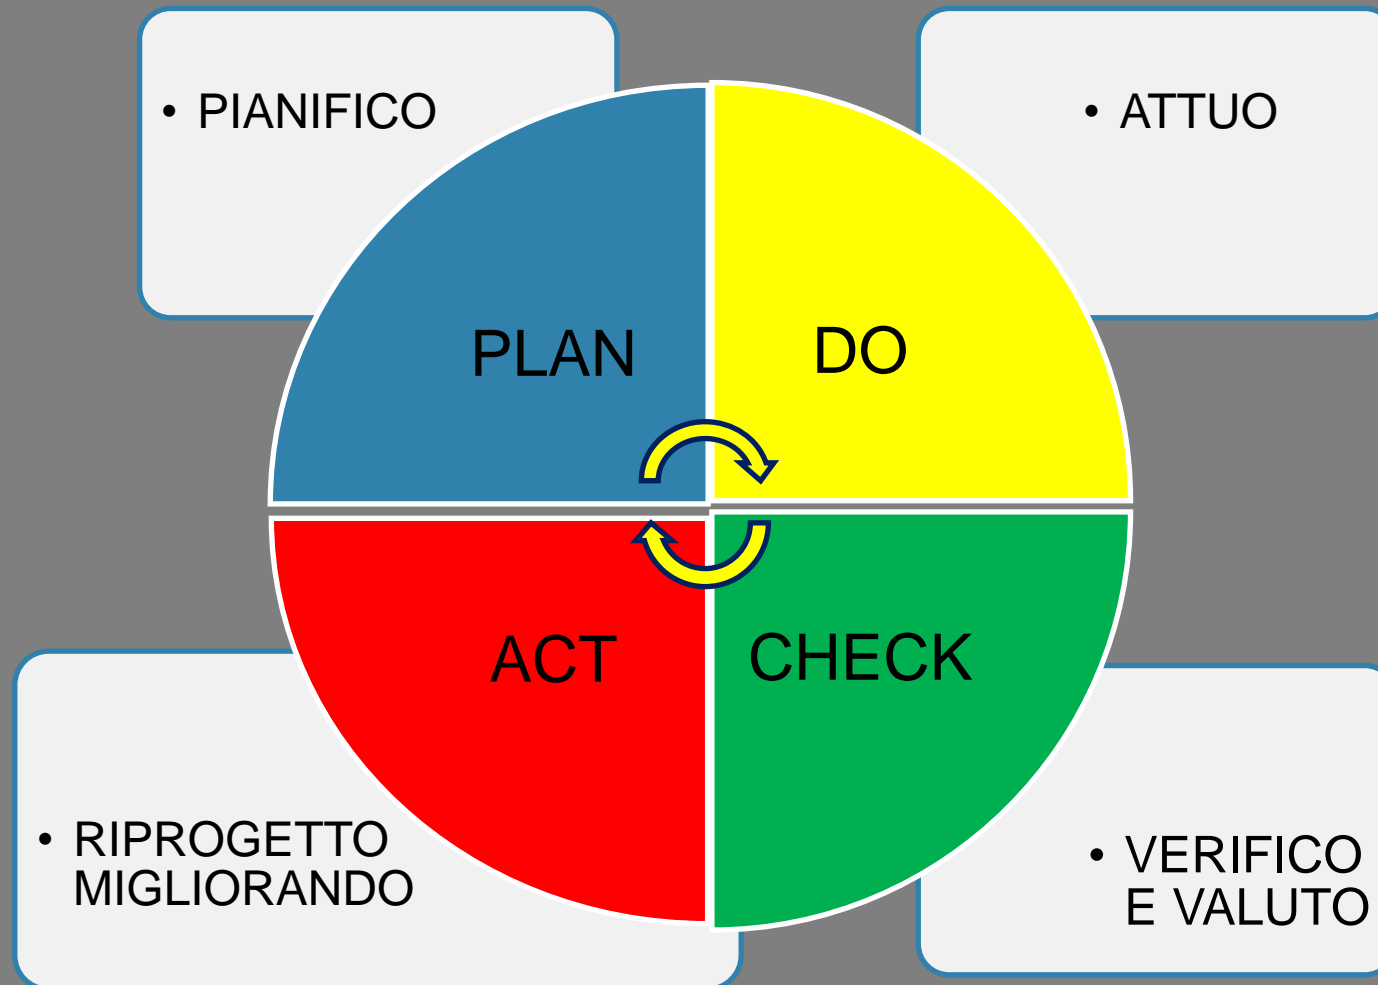 • PIANIFICO
• ATTUO
PLAN
DO
ACT
CHECK
• RIPROGETTO
MIGLIORANDO
• VERIFICO
E VALUTO